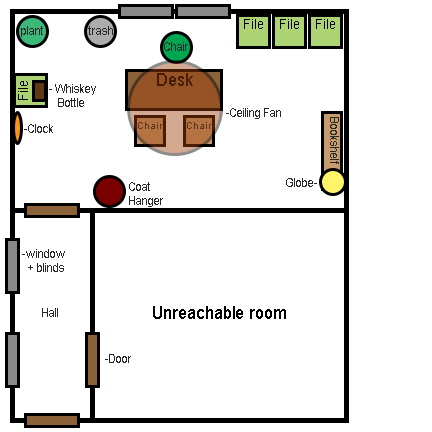 plant
trash
Chair
File
File
File
Desk
File
-Whiskey
Bottle
-Ceiling Fan
Chair
Chair
-Clock
Bookshelf
Globe-
Coat
Hanger
-window
+ blinds
Hall
Unreachable room
-Door